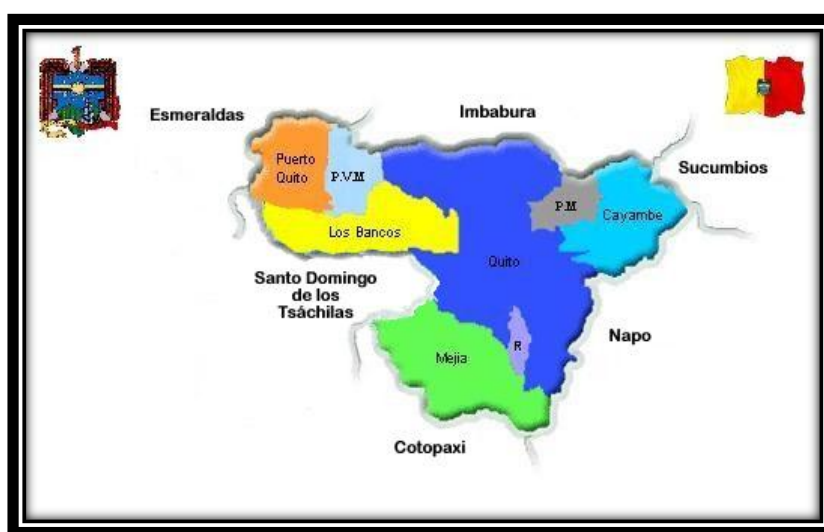 Esmeraldas
Imbabura
Sucumbios
Puerto
Quito
P.V.M
P.M
Cayambe
Los Bancos
Quito
Santo Domingo
de los
Tsáchilas
Napo
Mejia
R
Cotopaxi